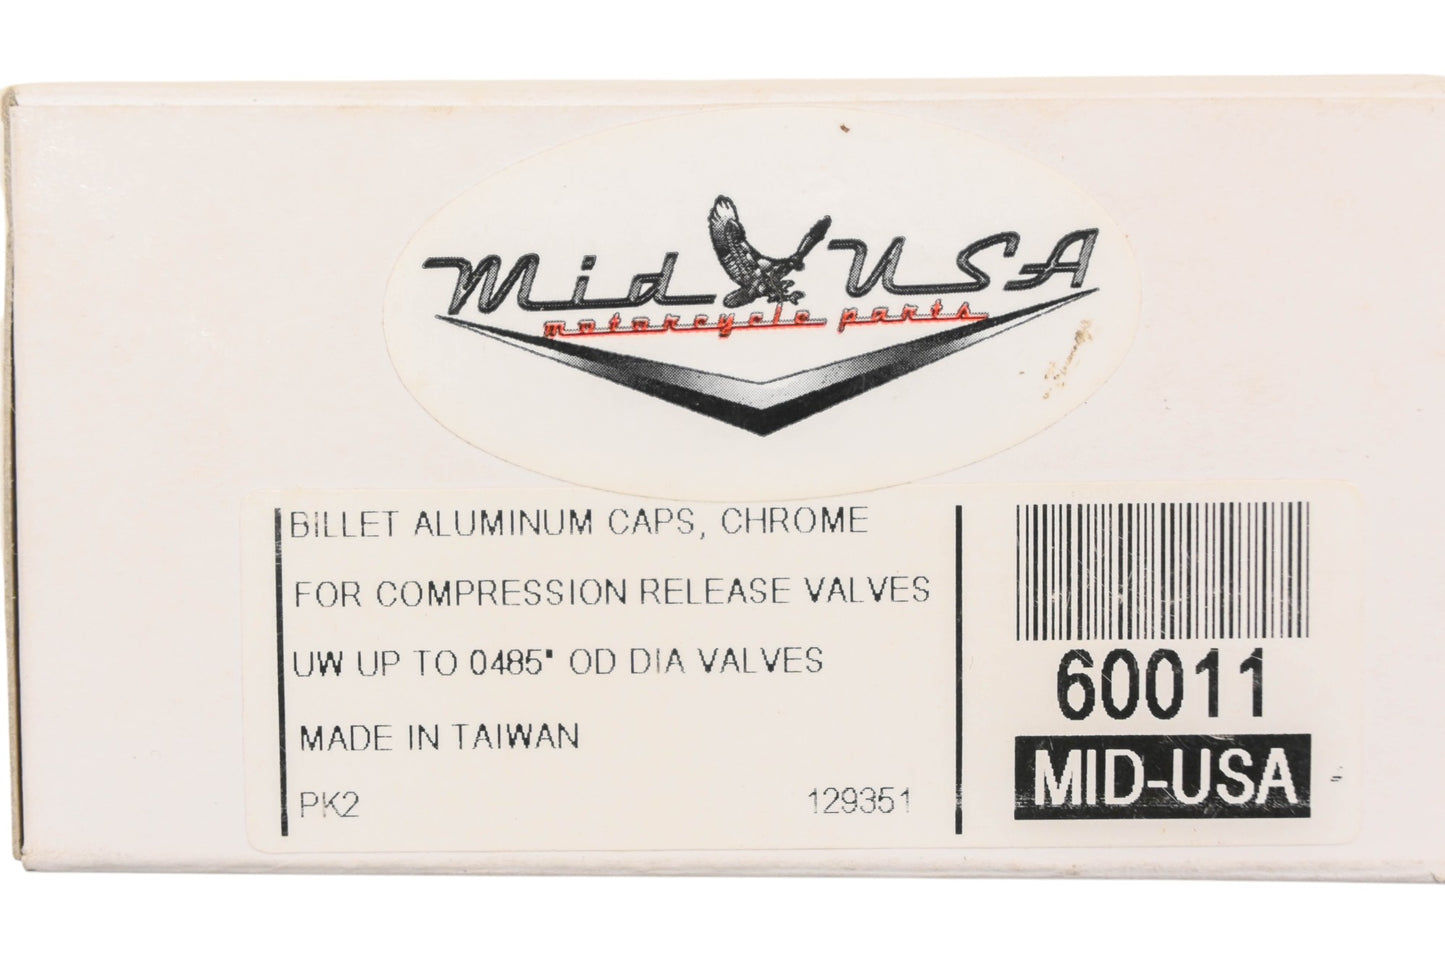 Mid USA
motorcycle parts
BILLET ALUMINUM CAPS, CHROME
FOR COMPRESSION RELEASE VALVES
UW UP TO 0485" OD DIA VALVES
MADE IN TAIWAN
PK2 129351
60011
MID-USA